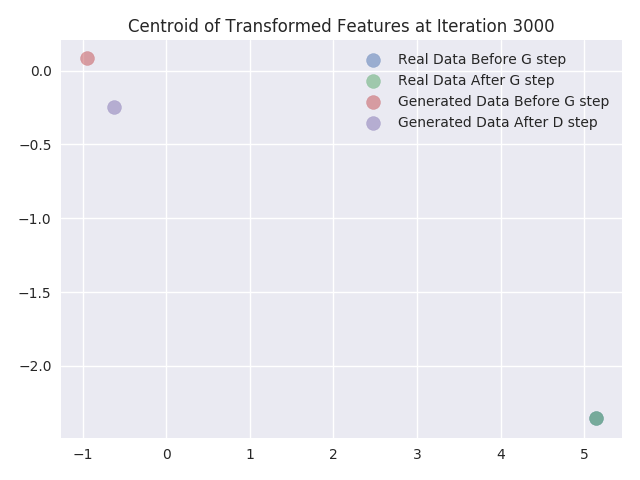 Centroid of Transformed Features at Iteration 3000
Real Data Before G step
Real Data After G step
Generated Data Before G step
Generated Data After D step
0.0
−0.5
−1.0
−1.5
−2.0
−1 0 1 2 3 4 5